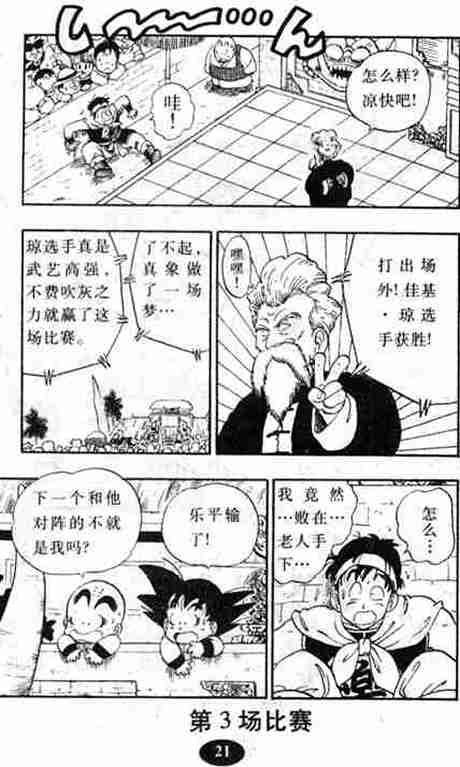 し〜〜ooo ん
怎么样?
凉快吧!
哇!
打出场
外!佳基
·琼选
手获胜!
嘿嘿!
了不起,
真象做
了一场
梦…
琼选手真是
武艺高强,
不费吹灰之
力就赢了这
场比赛。
怎么…
我竟然
…败在…
老人手
下…
乐平输
了!
下一个和他
对阵的不就
是我吗?
第3场比赛
21